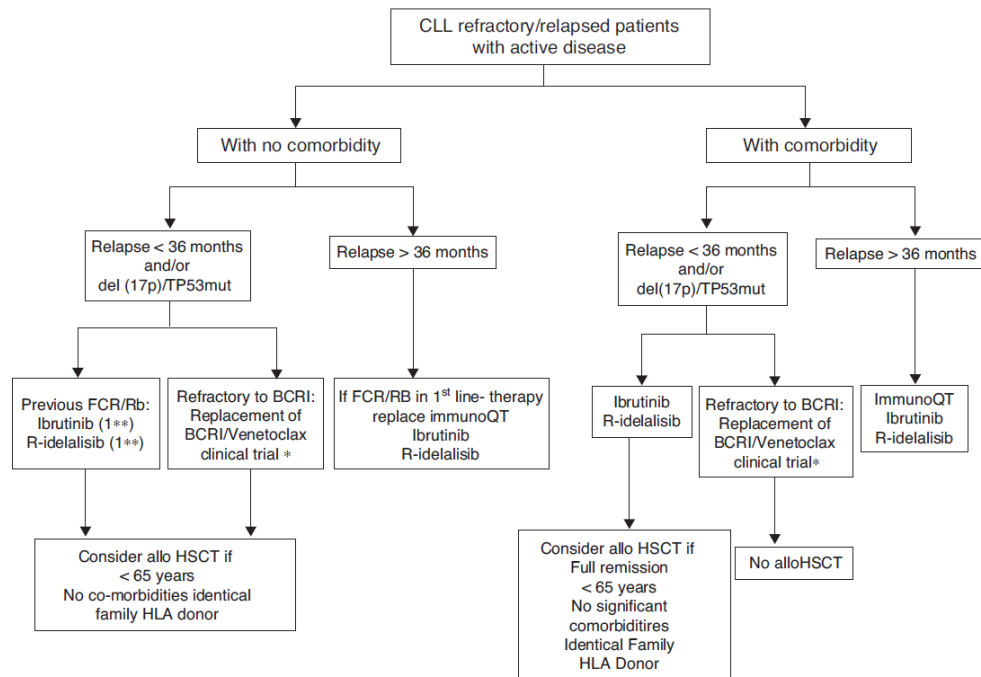 CLL refractory/relapsed patients
with active disease
With no comorbidity
With comorbidity
Relapse < 36 months
and/or
del (17p)/TP53mut
Relapse > 36 months
Relapse < 36 months
and/or
del(17p)/TP53mut
Relapse > 36 months
Previous FCR/Rb:
Ibrutinib (1**)
R-idelalisib (1**)
Refractory to BCRI:
Replacement of
BCRI/Venetoclax
clinical trial *
If FCR/RB in 1st line- therapy
replace immunoQT
Ibrutinib
R-idelalisib
Ibrutinib
R-idelalisib
Refractory to BCRI:
Replacement of
BCRI/Venetoclax
clinical trial*
ImmunoQT
Ibrutinib
R-idelalisib
Consider allo HSCT if
< 65 years
No co-morbidities identical
family HLA donor
Consider allo HSCT if
Full remission
< 65 years
No significant
comorbiditires
Identical Family
HLA Donor
No alloHSCT